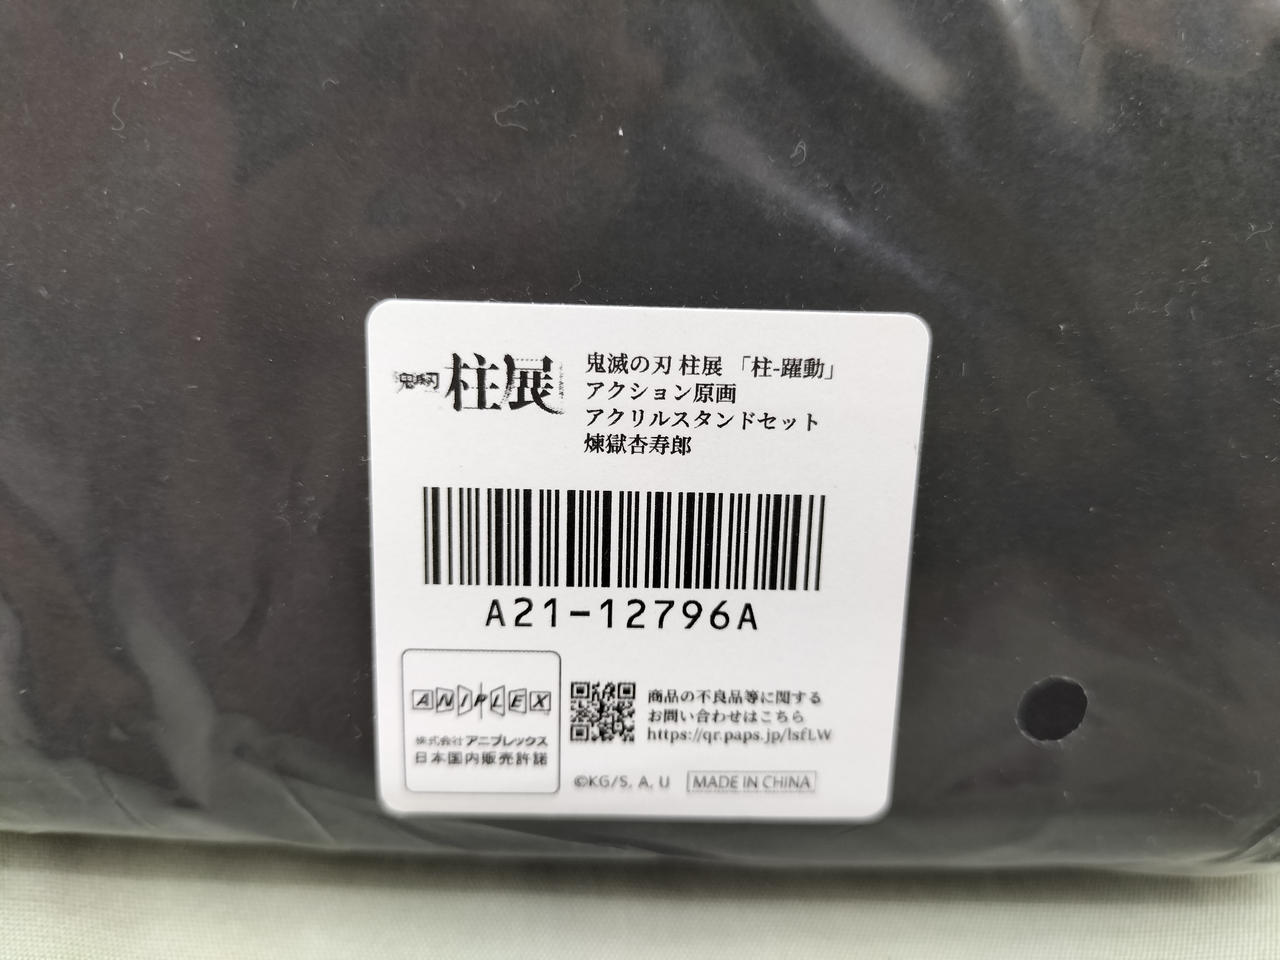 鬼滅の刃 柱展
鬼滅の刃 柱展 「柱-躍動」
アクション原画
アクリルスタンドセット
煉獄杏寿郎
A21-12796A
ANIPLEX
株式会社アニプレックス
日本国内販売許諾
商品の不良品等に関する
お問い合わせはこちら
https://qr.paps.jp/lsfLW
©KG/S, A, U MADE IN CHINA